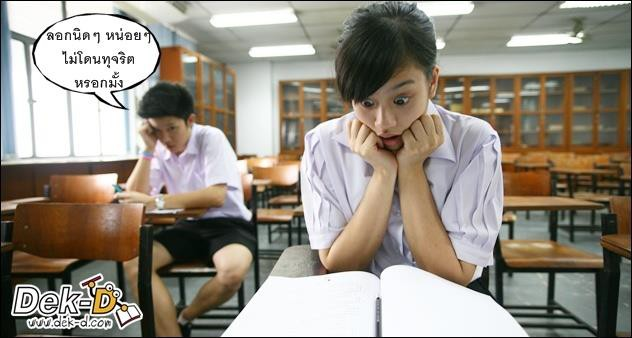 ลอกนิดๆ หน่อยๆ
ไม่โดนทุจริต
หรอกมั้ง
Dek-D
www.dek-d.com